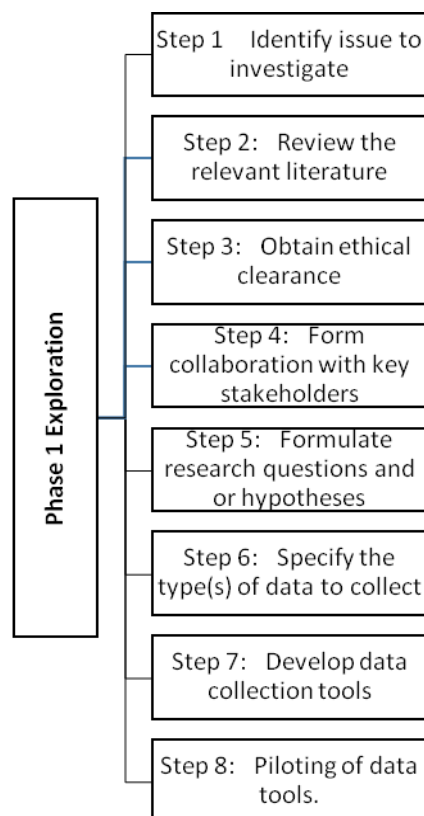 Phase 1 Exploration
Step 1 Identify issue to
investigate
Step 2: Review the
relevant literature
Step 3: Obtain ethical
clearance
Step 4: Form
collaboration with key
stakeholders
Step 5: Formulate
research questions and
or hypotheses
Step 6: Specify the
type(s) of data to collect
Step 7: Develop data
collection tools
Step 8: Piloting of data
tools.